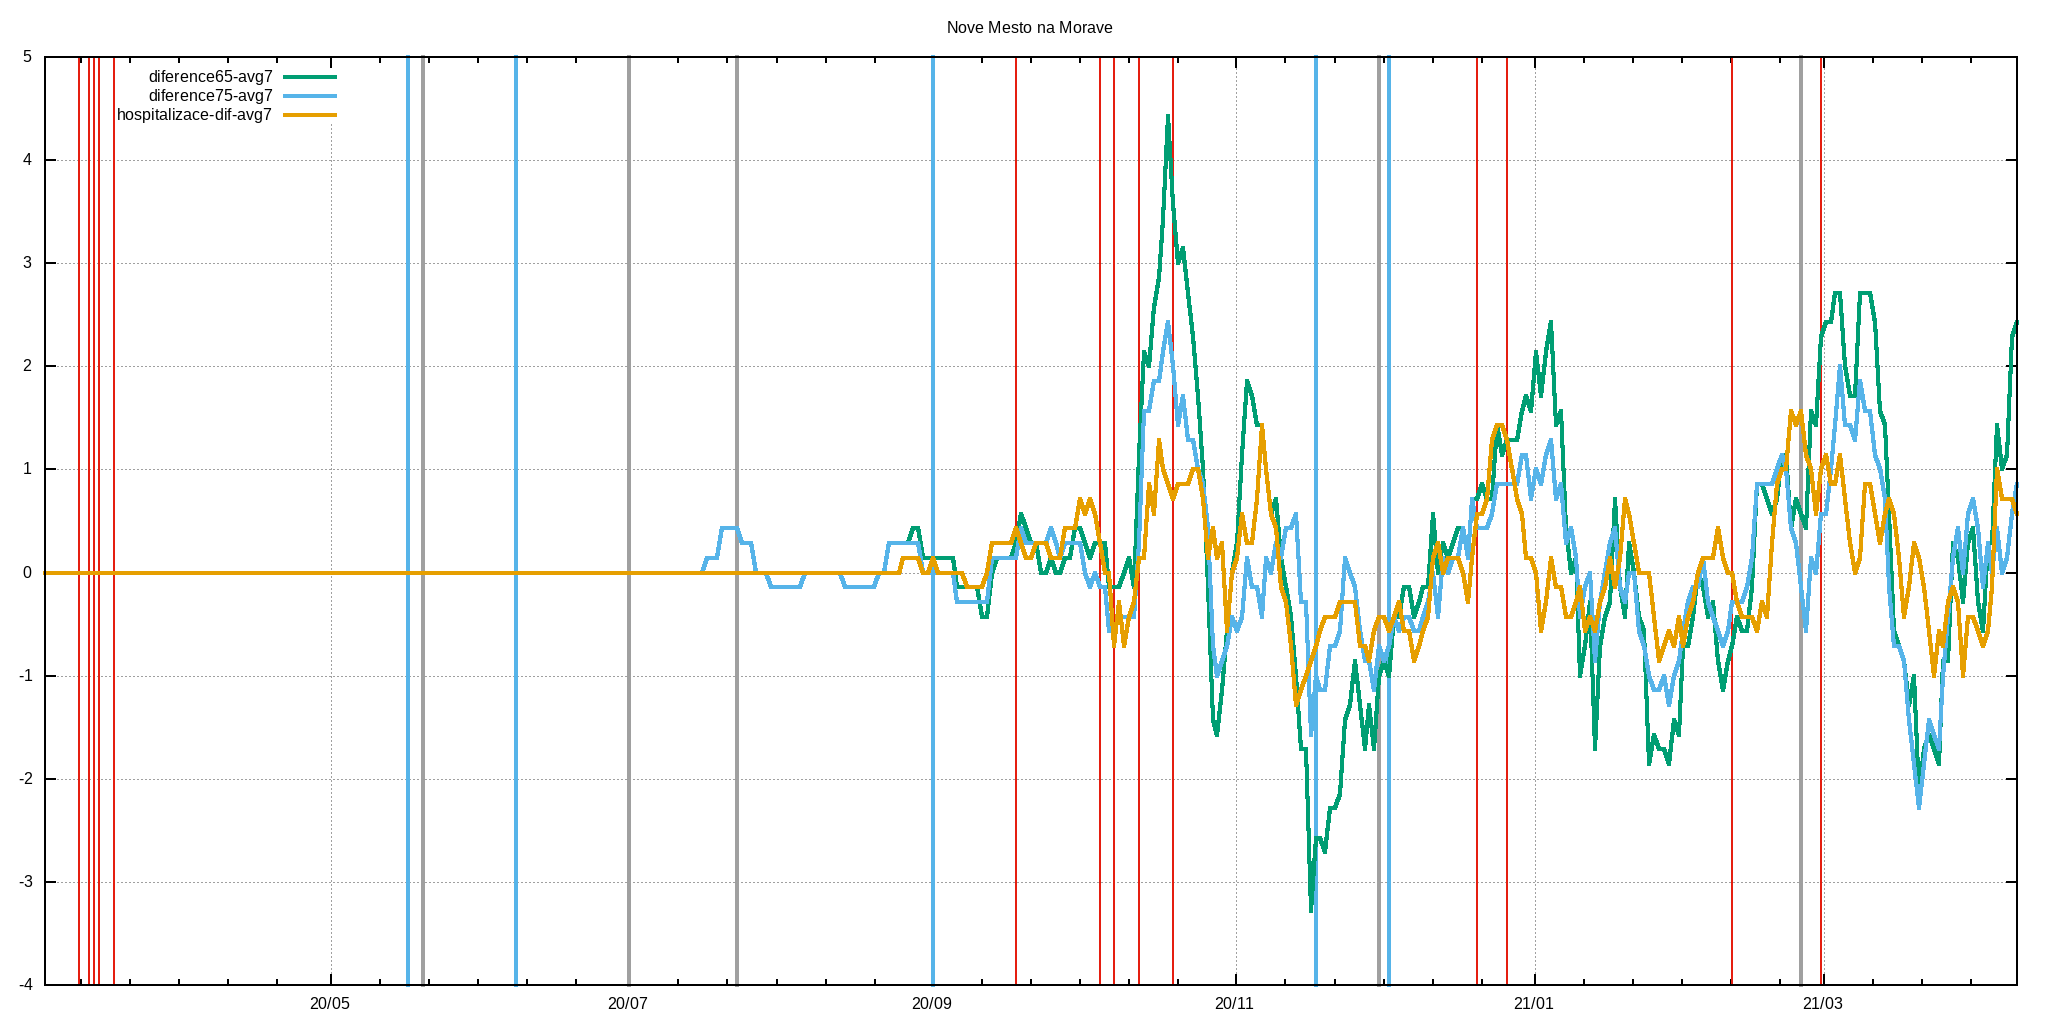 Nove Mesto na Morave
diference65-avg7
diference75-avg7
hospitalizace-dif-avg7
5
4
3
2
1
0
-1
-2
-3
-4
20/05 20/07 20/09 20/11 21/01 21/03